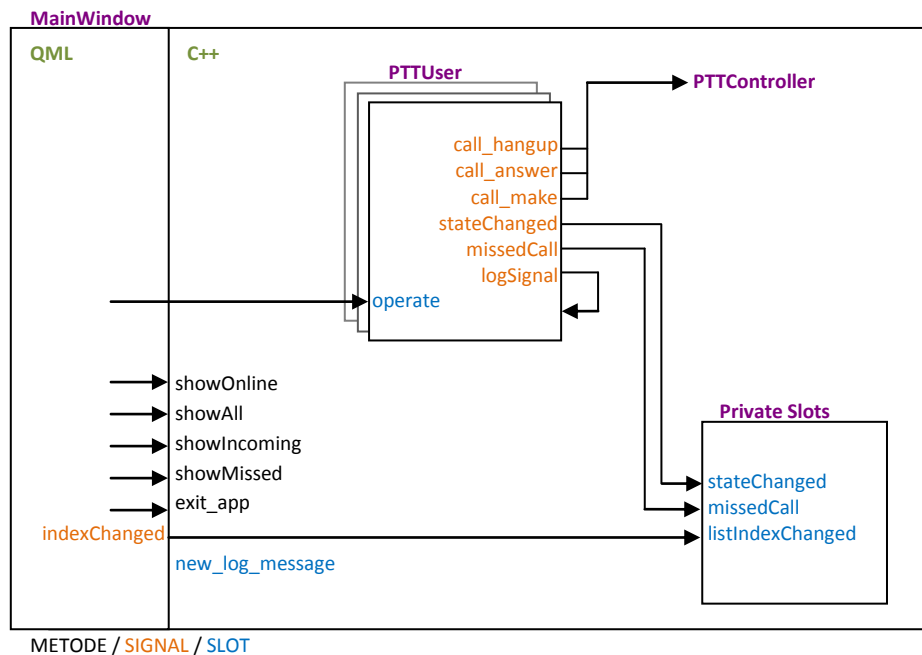 MainWindow
QML
C++
PTTUser
PTTController
call_hangup
call_answer
call_make
stateChanged
missedCall
logSignal
operate
showOnline
showAll
showIncoming
showMissed
exit_app
indexChanged
new_log_message
Private Slots
stateChanged
missedCall
listIndexChanged
METODE / SIGNAL / SLOT